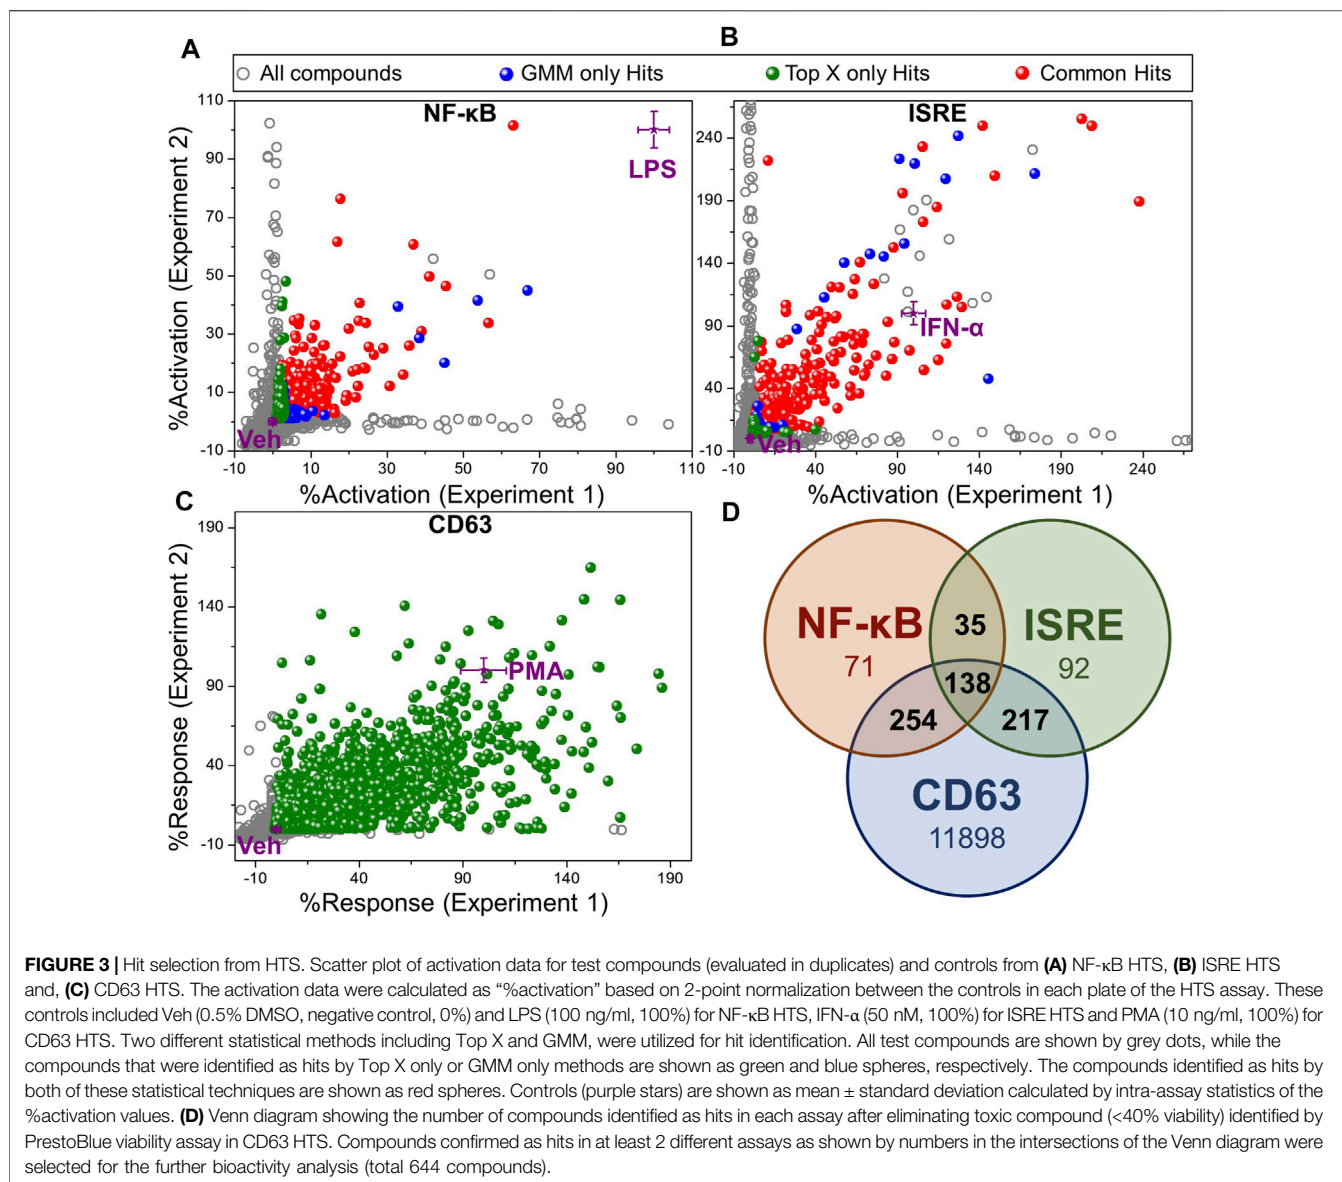 A
B
All compounds
GMM only Hits
Top X only Hits
Common Hits
NF-κB
%Activation (Experiment 2)
110
90
70
50
30
10
-10
LPS
Veh
-10
10
30
50
70
90
110
%Activation (Experiment 1)
ISRE
%Activation (Experiment 2)
240
190
140
90
40
-10
IFN-α
Veh
-10
40
90
140
190
240
%Activation (Experiment 1)
C
CD63
%Response (Experiment 2)
190
140
90
40
-10
PMA
Veh
-10
40
90
140
190
%Response (Experiment 1)
D
NF-κB
71
35
ISRE
92
138
254
217
CD63
11898
FIGURE 3 | Hit selection from HTS. Scatter plot of activation data for test compounds (evaluated in duplicates) and controls from (A) NF-κB HTS, (B) ISRE HTS
and, (C) CD63 HTS. The activation data were calculated as “%activation” based on 2-point normalization between the controls in each plate of the HTS assay. These
controls included Veh (0.5% DMSO, negative control, 0%) and LPS (100 ng/ml, 100%) for NF-κB HTS, IFN-α (50 nM, 100%) for ISRE HTS and PMA (10 ng/ml, 100%) for
CD63 HTS. Two different statistical methods including Top X and GMM, were utilized for hit identification. All test compounds are shown by grey dots, while the
compounds that were identified as hits by Top X only or GMM only methods are shown as green and blue spheres, respectively. The compounds identified as hits by
both of these statistical techniques are shown as red spheres. Controls (purple stars) are shown as mean ± standard deviation calculated by intra-assay statistics of the
%activation values. (D) Venn diagram showing the number of compounds identified as hits in each assay after eliminating toxic compound (<40% viability) identified by
PrestoBlue viability assay in CD63 HTS. Compounds confirmed as hits in at least 2 different assays as shown by numbers in the intersections of the Venn diagram were
selected for the further bioactivity analysis (total 644 compounds).